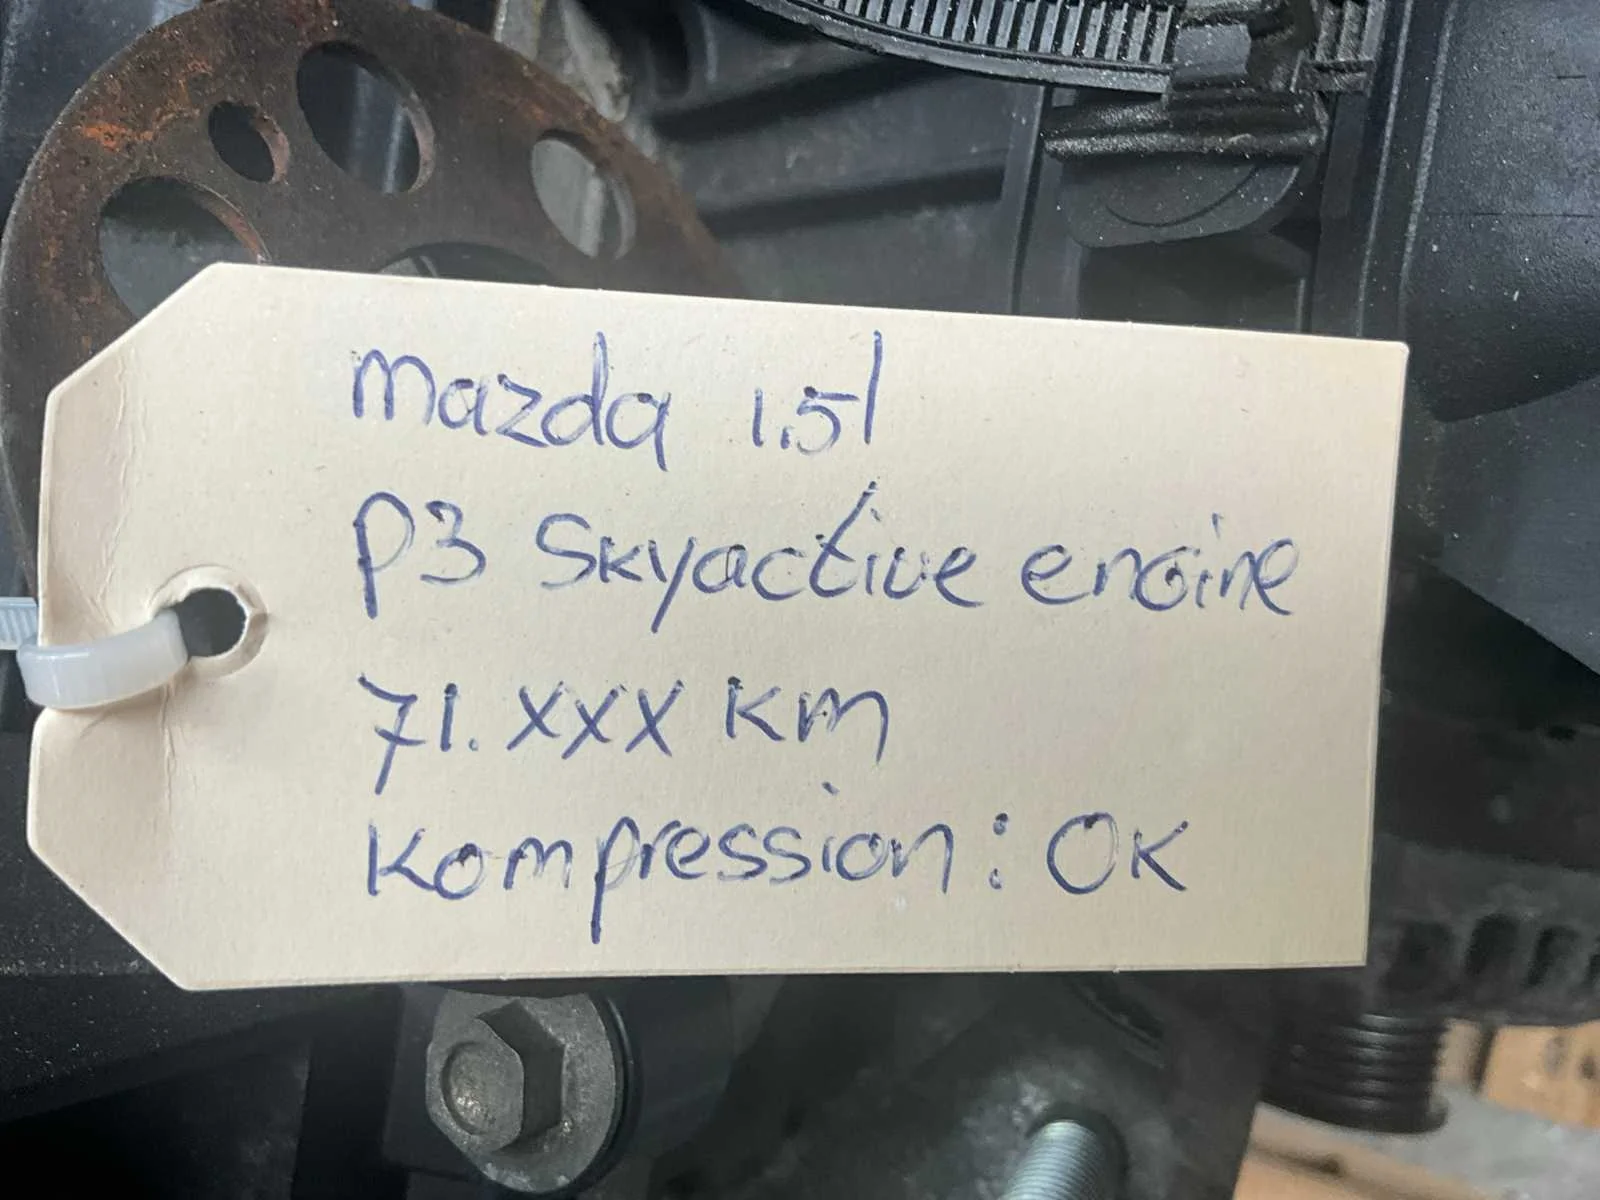 Mazda 1.5l
P3 Skyactive engine
71.xxx km
Kompression: OK